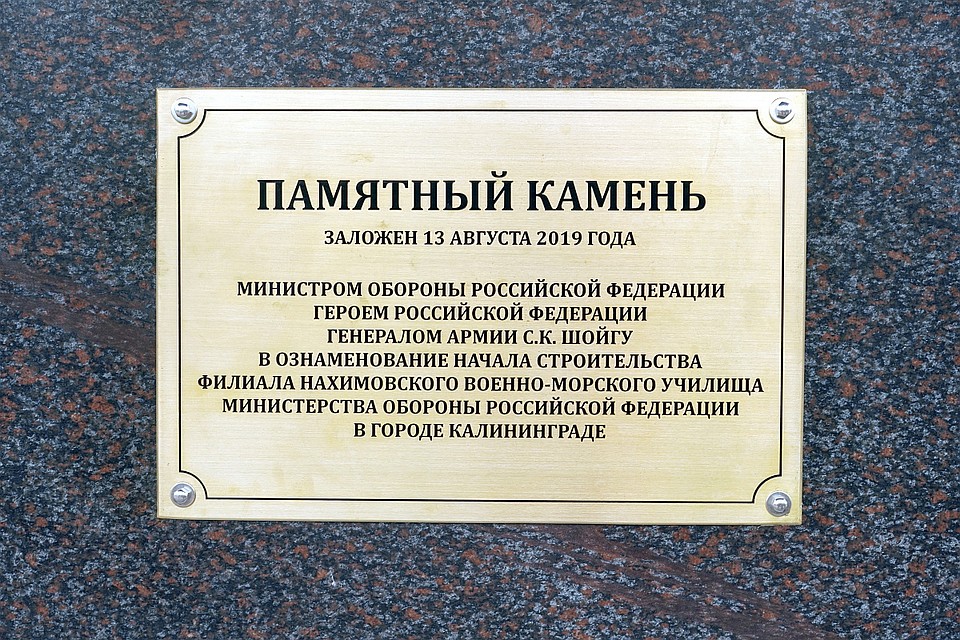 ПАМЯТНЫЙ КАМЕНЬ
ЗАЛОЖЕН 13 АВГУСТА 2019 ГОДА
МИНИСТРОМ ОБОРОНЫ РОССИЙСКОЙ ФЕДЕРАЦИИ
ГЕРОЕМ РОССИЙСКОЙ ФЕДЕРАЦИИ
ГЕНЕРАЛОМ АРМИИ С.К. ШОЙГУ
В ОЗНАМЕНОВАНИЕ НАЧАЛА СТРОИТЕЛЬСТВА
ФИЛИАЛА НАХИМОВСКОГО ВОЕННО-МОРСКОГО УЧИЛИЩА
МИНИСТЕРСТВА ОБОРОНЫ РОССИЙСКОЙ ФЕДЕРАЦИИ
В ГОРОДЕ КАЛИНИНГРАДЕ